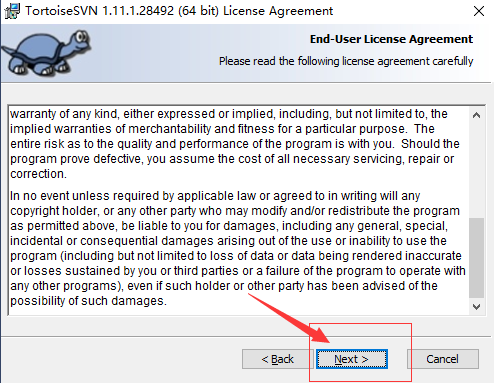 TortoiseSVN 1.11.1.28492 (64 bit) License Agreement
End-User License Agreement
Please read the following license agreement carefully
warranty of any kind, either expressed or implied, including, but not limited to, the
implied warranties of merchantability and fitness for a particular purpose.  The
entire risk as to the quality and performance of the program is with you.  Should the
program prove defective, you assume the cost of all necessary servicing, repair or
correction.
In no event unless required by applicable law or agreed to in writing will any
copyright holder, or any other party who may modify and/or redistribute the program
as permitted above, be liable to you for damages, including any general, special,
incidental or consequential damages arising out of the use or inability to use the
program (including but not limited to loss of data or data being rendered inaccurate
or losses sustained by you or third parties or a failure of the program to operate with
any other programs), even if such holder or other party has been advised of the
possibility of such damages.
< Back
Next >
Cancel